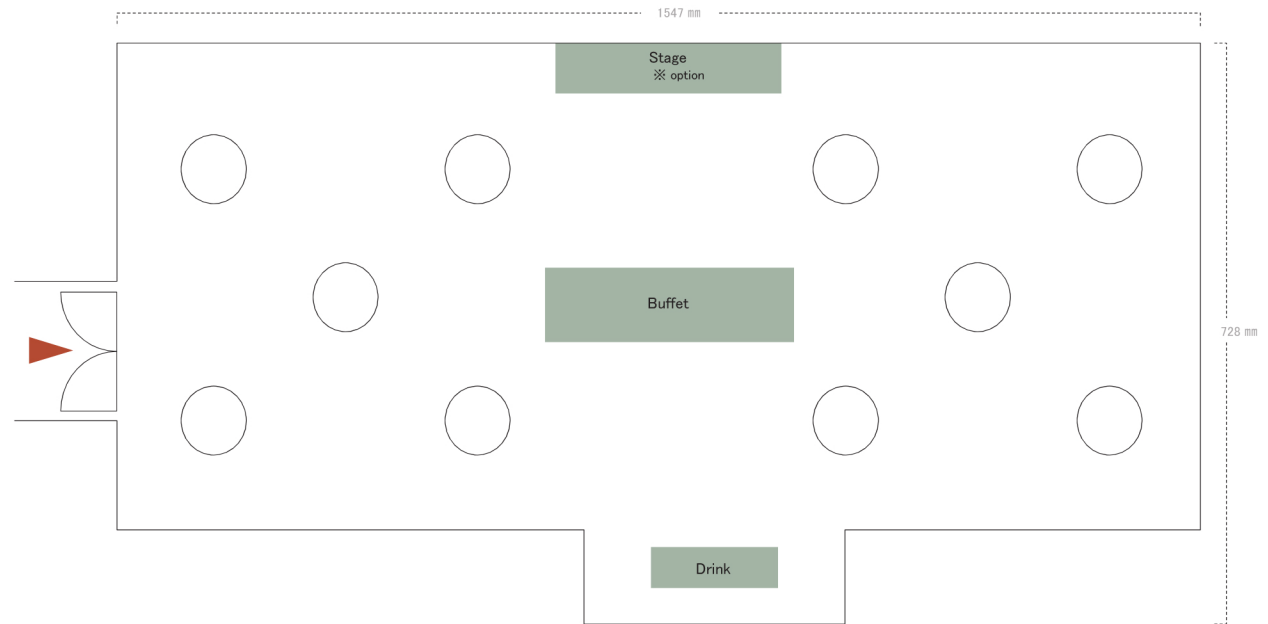 1547 mm
Stage
※ option
Buffet
728 mm
Drink